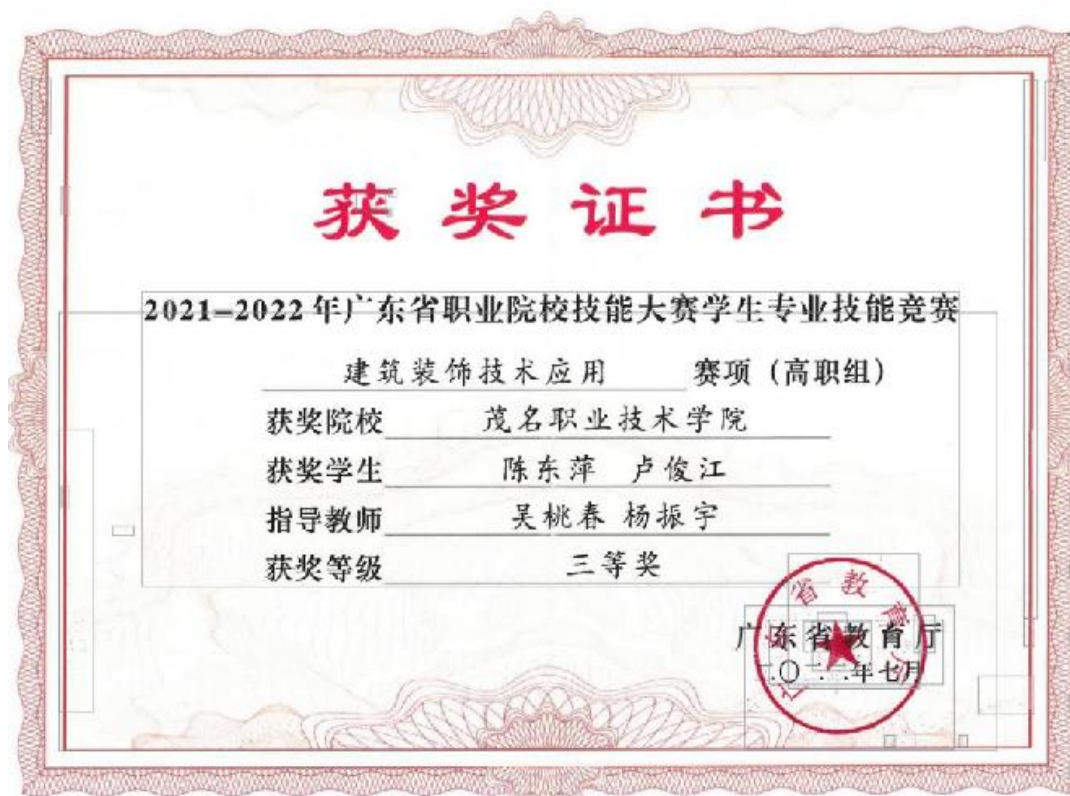 获奖证书
2021-2022年广东省职业院校技能大赛学生专业技能竞赛
建筑装饰技术应用 赛项（高职组）
获奖院校 茂名职业技术学院
获奖学生 陈东萍 卢俊江
指导教师 吴桃春 杨振宇
获奖等级 三等奖
广东省教育厅
年七月